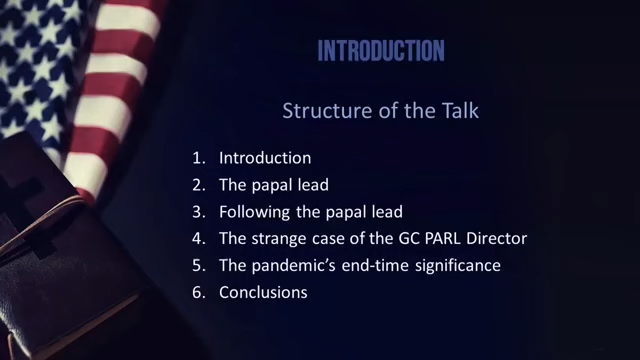 INTRODUCTION
Structure of the Talk
1. Introduction
2. The papal lead
3. Following the papal lead
4. The strange case of the GC PARL Director
5. The pandemic's end-time significance
6. Conclusions